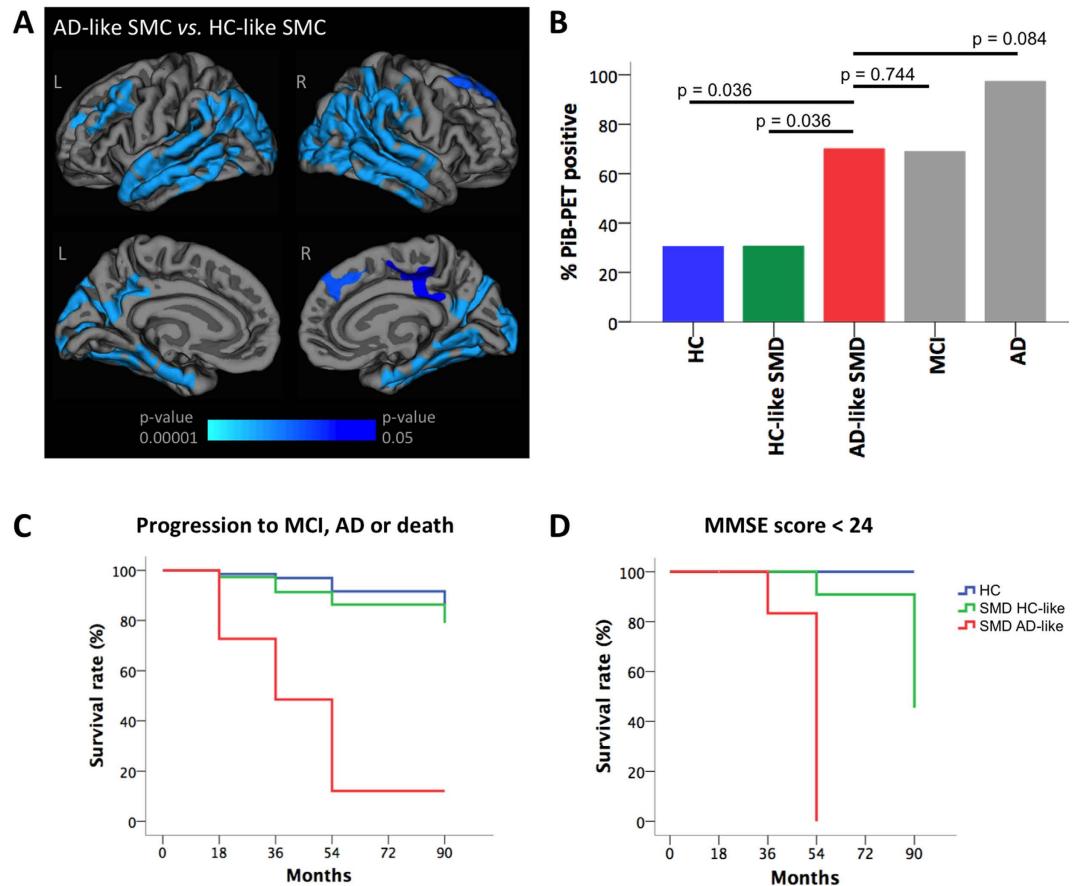 A
AD-like SMC vs. HC-like SMC
L
R
L
R
p-value
0.00001
p-value
0.05
B
p = 0.084
p = 0.744
p = 0.036
p = 0.036
% PiB-PET positive
100
80
60
40
20
0
HC
HC-like SMD
AD-like SMD
MCI
AD
C
Progression to MCI, AD or death
Survival rate (%)
100
80
60
40
20
0
0 18 36 54 72 90
Months
D
MMSE score < 24
Survival rate (%)
100
80
60
40
20
0
0 18 36 54 72 90
Months
HC
SMD HC-like
SMD AD-like